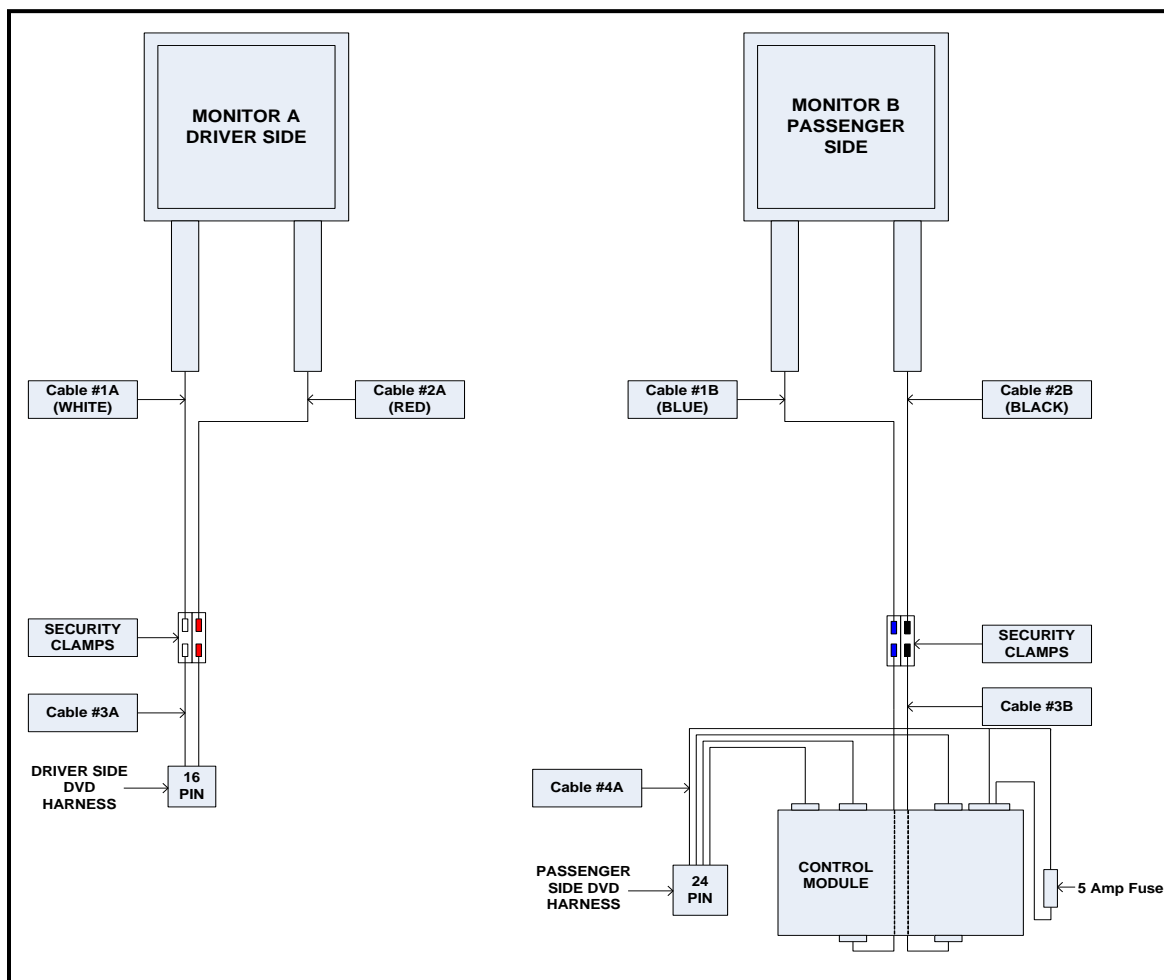 MONITOR A
DRIVER SIDE
MONITOR B
PASSENGER
SIDE
Cable #1A
(WHITE)
Cable #2A
(RED)
Cable #1B
(BLUE)
Cable #2B
(BLACK)
SECURITY
CLAMPS
SECURITY
CLAMPS
Cable #3A
Cable #3B
DRIVER SIDE
DVD
HARNESS
16
PIN
Cable #4A
PASSENGER
SIDE DVD
HARNESS
24
PIN
CONTROL
MODULE
5 Amp Fuse